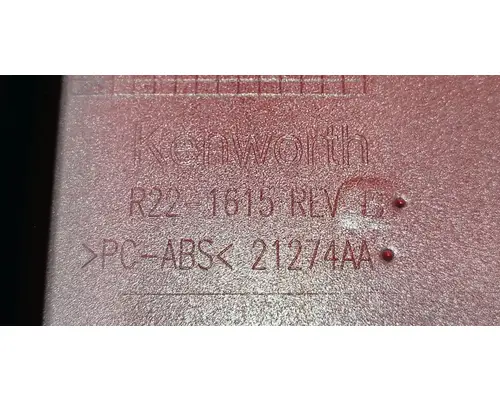 Kenworth
R22-1615 REV
>PC-ABS< 21274AA